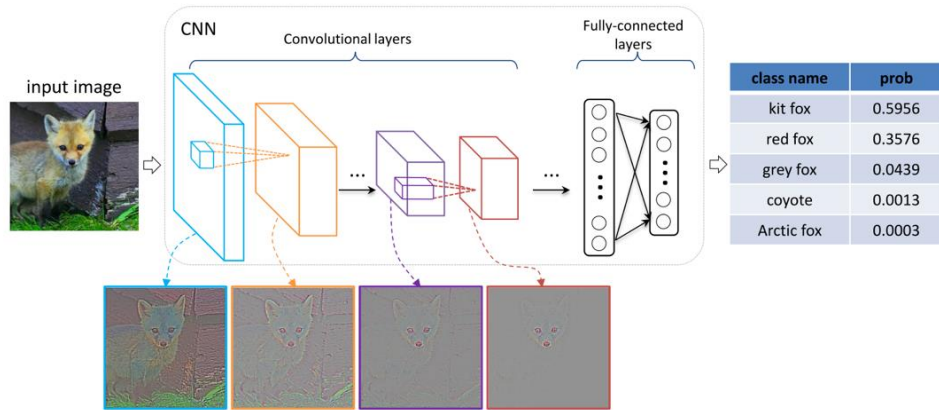 CNN
Convolutional layers
Fully-connected
layers
input image
...
...
class name prob
kit fox 0.5956
red fox 0.3576
grey fox 0.0439
coyote 0.0013
Arctic fox 0.0003